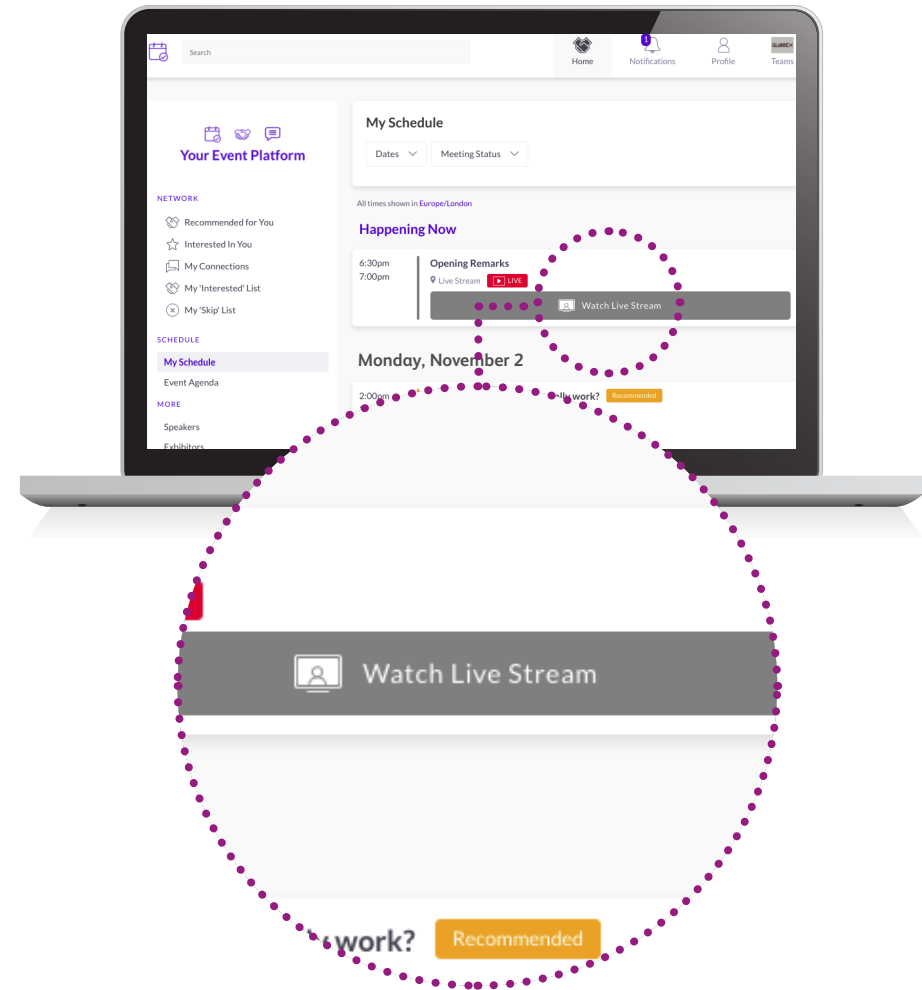 Search
1
Home
Notifications
Profile
Teams
Your Event Platform
NETWORK
Recommended for You
Interested In You
My Connections
My 'Interested' List
My 'Skip' List
SCHEDULE
My Schedule
Event Agenda
MORE
Speakers
Exhibitors
My Schedule
Dates
Meeting Status
All times shown in Europe/London
Happening Now
6:30pm
7:00pm
Opening Remarks
Live Stream LIVE
Watch Live Stream
Monday, November 2
2:00pm work? Recommended
Watch Live Stream
work? Recommended